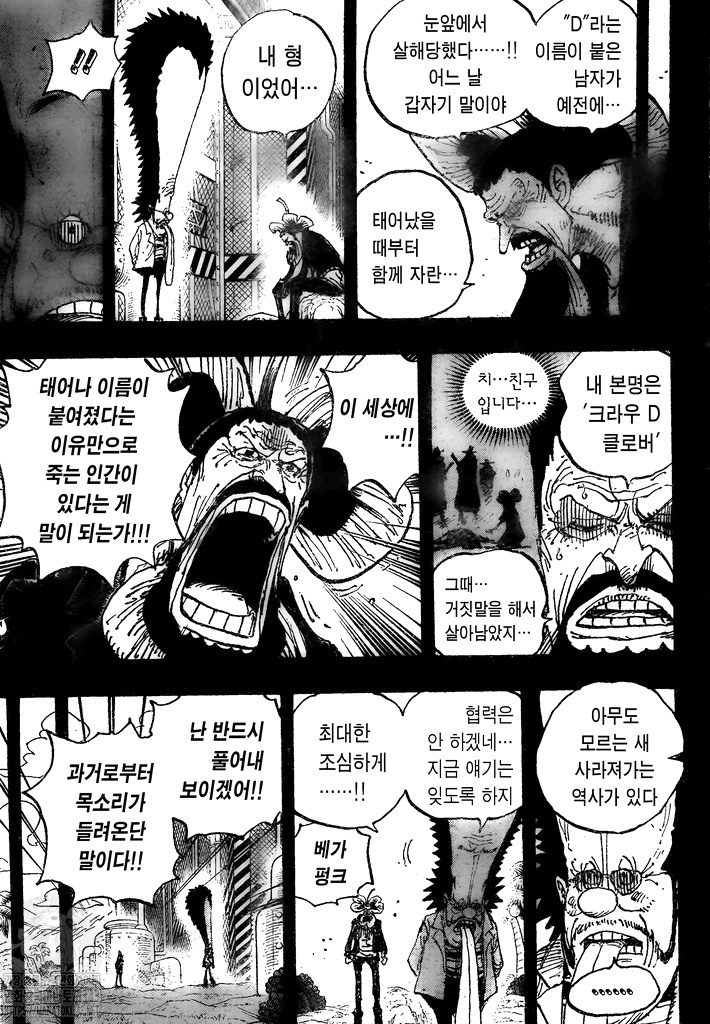 "D"라는
이름이 붙은
남자가
예전에…
눈앞에서
살해당했다……!!
어느 날
갑자기 말이야
태어났을
때부터
함께 자란…
내 형
이었어…
!!
내 본명은
'크라우 D
클로버'
치…친구
입니다…
그때…
거짓말을 해서
살아남았지…
이 세상에
…!!
태어나 이름이
붙여졌다는
이유만으로
죽는 인간이
있다는 게
말이 되는가!!!
아무도
모르는 새
사라져가는
역사가 있다
……
협력은
안 하겠네…
지금 얘기는
잊도록 하지
최대한
조심하게
……!!
베가
펑크
난 반드시
풀어내
보이겠어!!
과거로부터
목소리가
들려온단
말이다!!